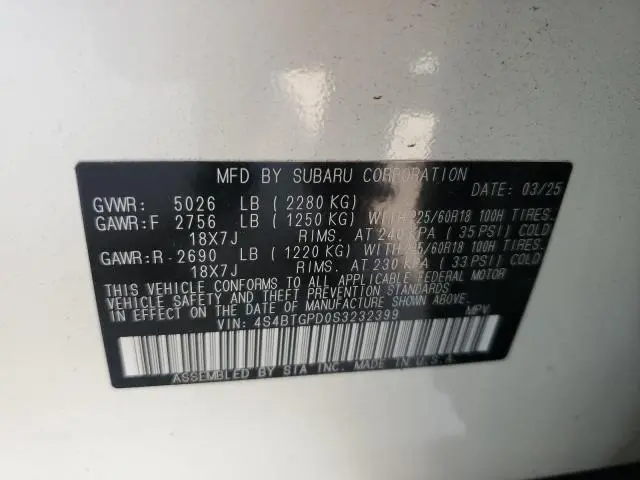 MFD BY SUBARU CORPORATION
DATE: 03/25
GVWR: 5026 LB (2280 KG)
GAWR:F 2756 LB (1250 KG) WITH 225/60R18 100H TIRES.
18X7J RIMS. AT 240 KPA (35 PSI) COLD
GAWR:R 2690 LB (1220 KG) WITH 225/60R18 100H TIRES.
18X7J RIMS. AT 230 KPA (33 PSI) COLD
THIS VEHICLE CONFORMS TO ALL APPLICABLE FEDERAL MOTOR
VEHICLE SAFETY, BUMPER, AND THEFT PREVENTION STANDARDS
IN EFFECT ON THE DATE OF MANUFACTURE SHOWN ABOVE.
VIN: 4S4BTGPD0S3232399 MPV
ASSEMBLED BY SIA INC. MADE IN U.S.A.